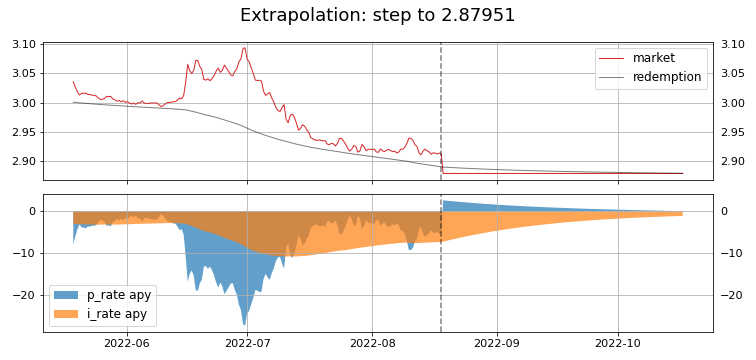 Extrapolation: step to 2.87951
3.10 3.10
market
redemption
3.05 3.05
3.00 3.00
2.95 2.95
2.90 2.90
0 0
−10 −10
p_rate apy
−20 −20
i_rate apy
2022-06 2022-07 2022-08 2022-09 2022-10